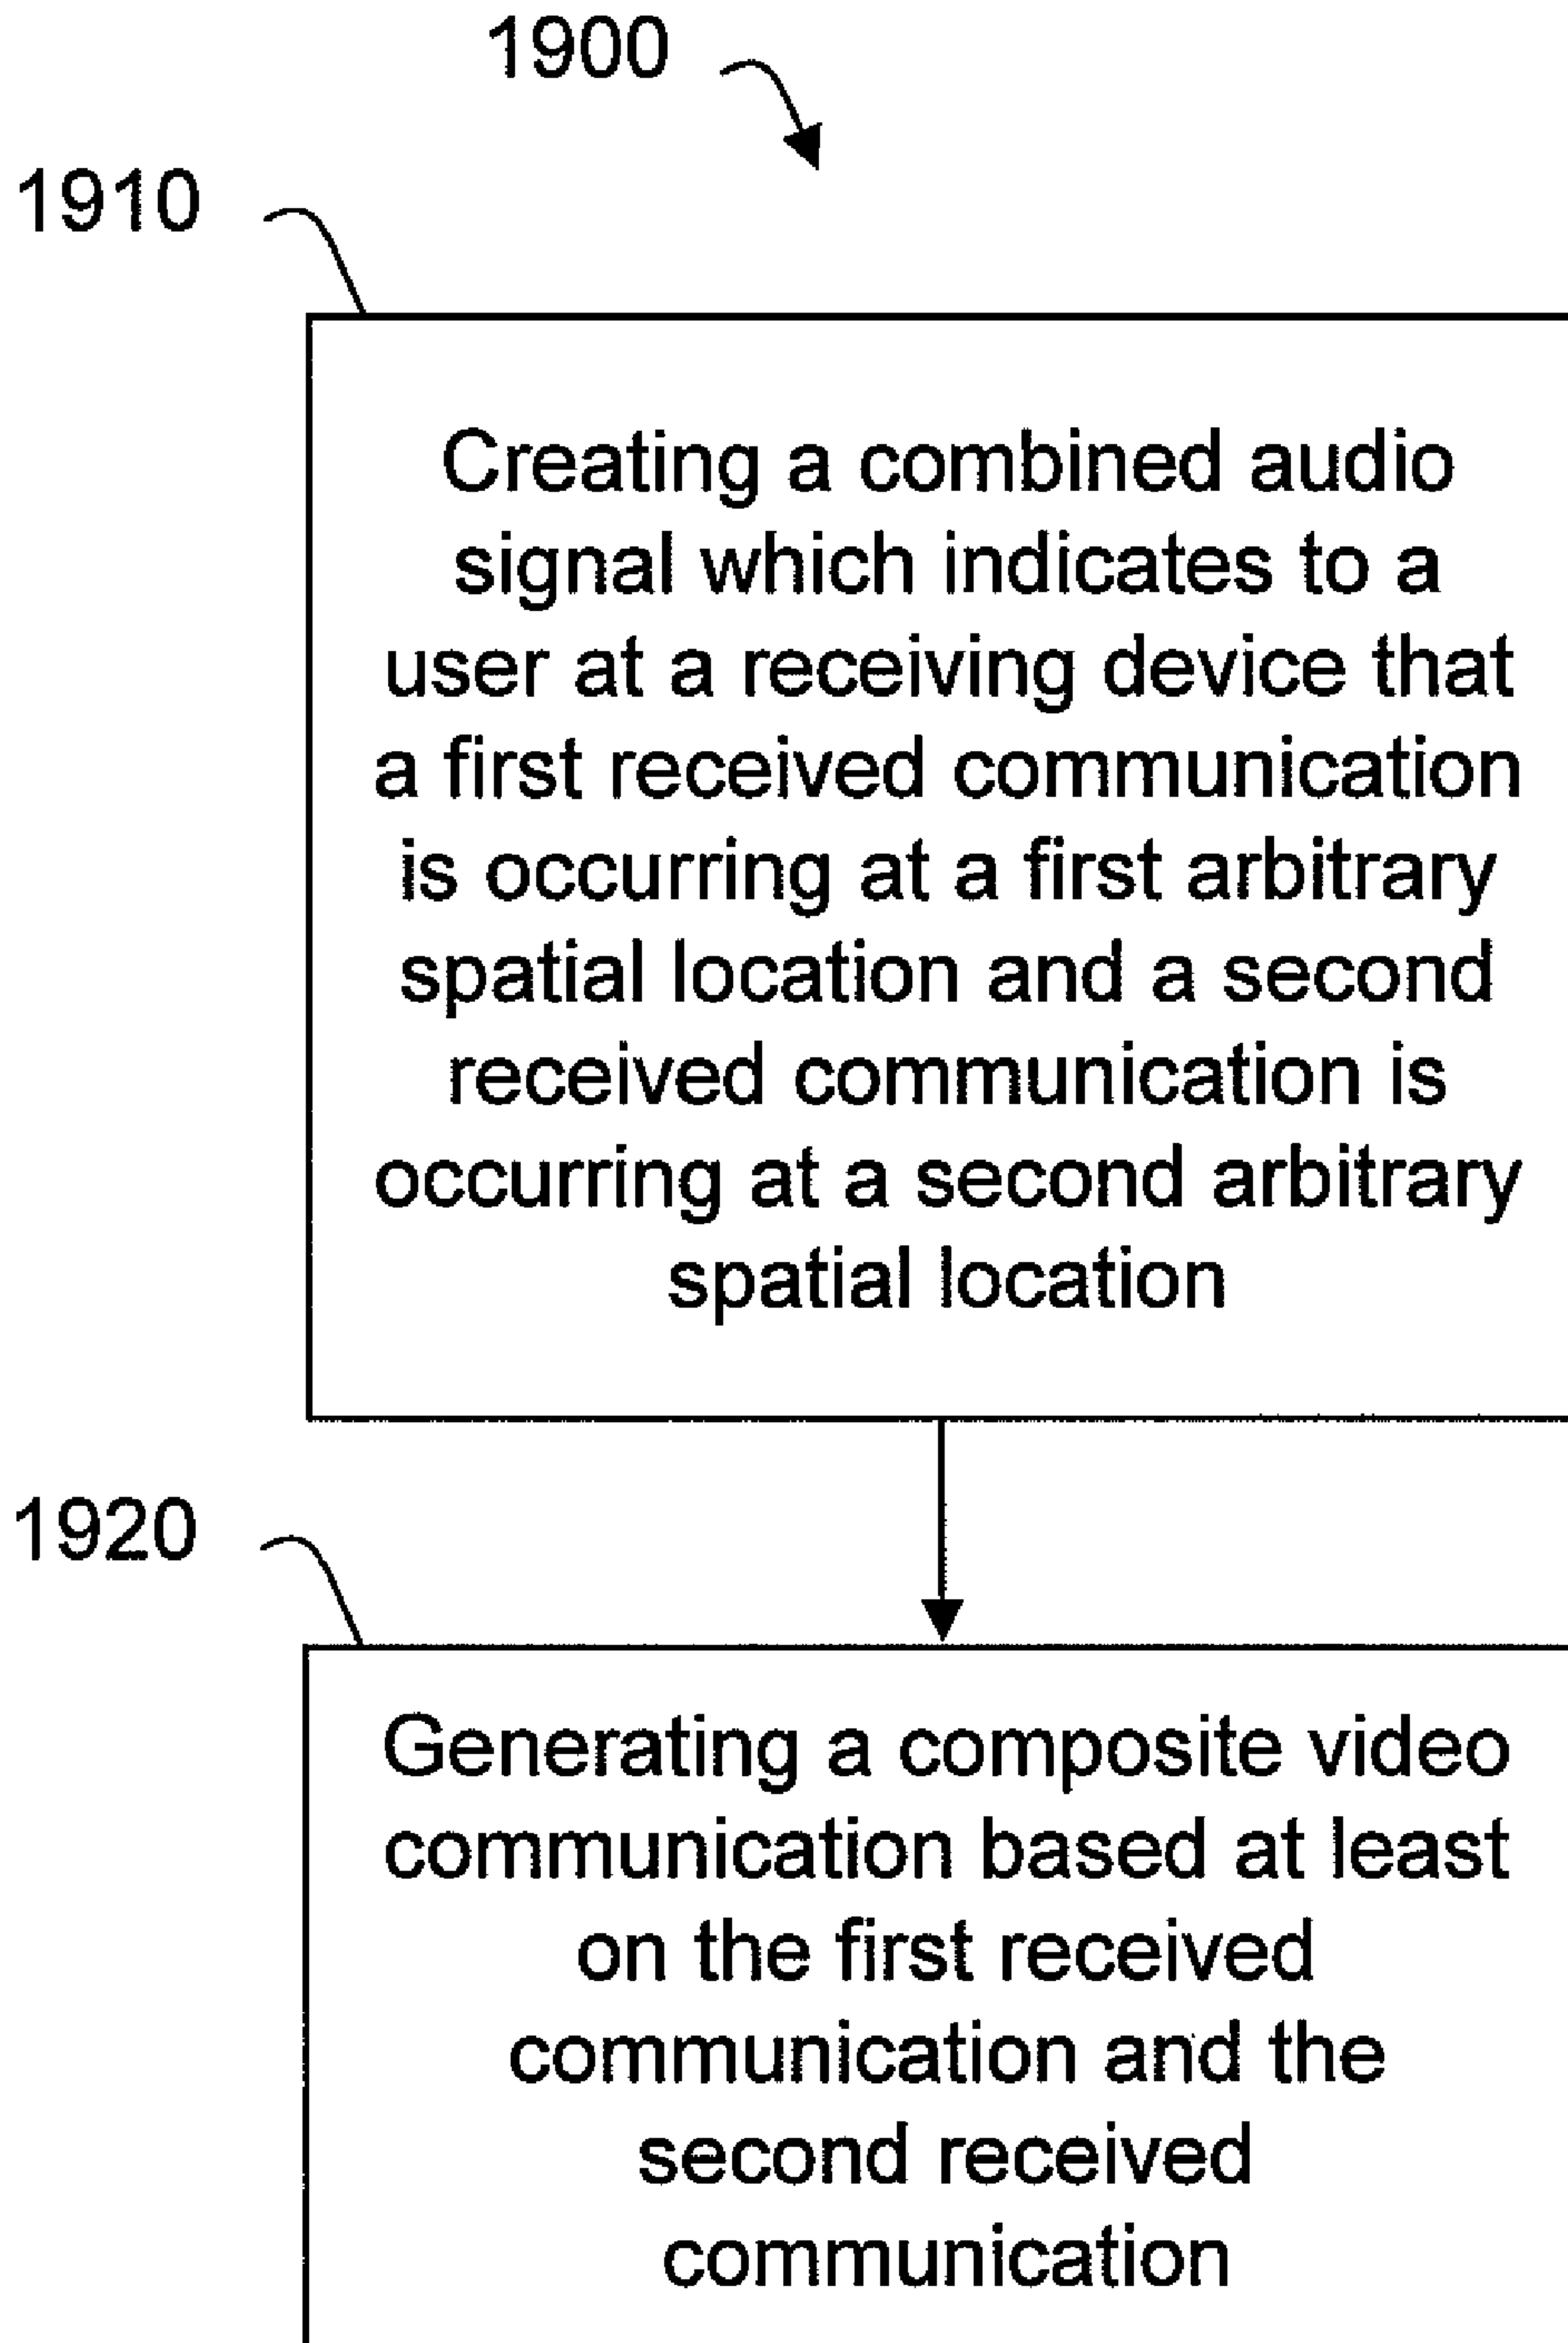 1900
1910
Creating a combined audio
signal which indicates to a
user at a receiving device that
a first received communication
is occurring at a first arbitrary
spatial location and a second
received communication is
occurring at a second arbitrary
spatial location
1920
Generating a composite video
communication based at least
on the first received
communication and the
second received
communication